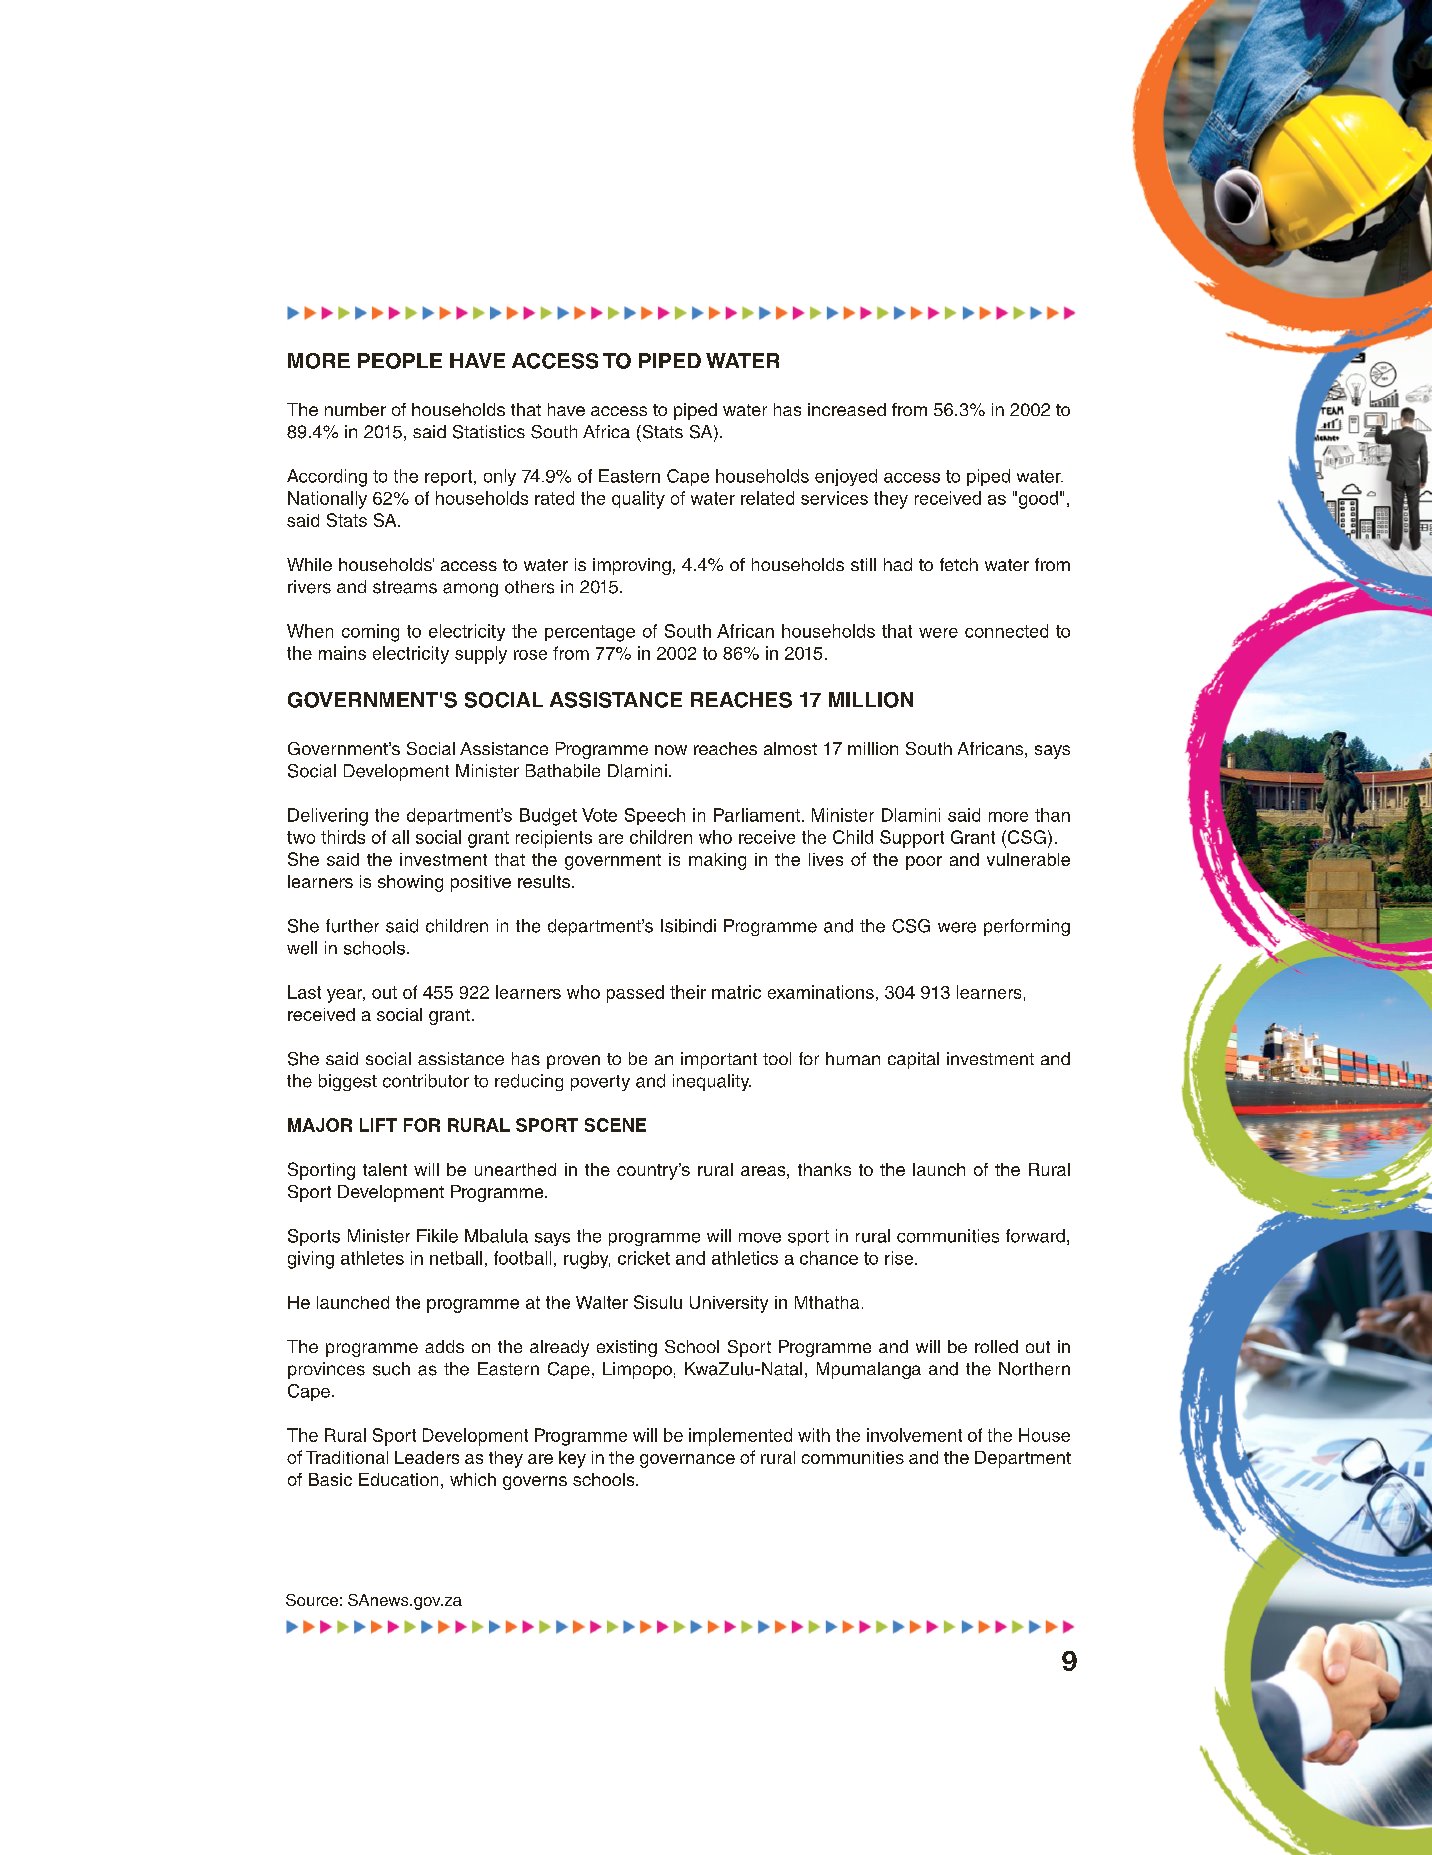 MORE PEOPLE HAVE ACCESS TO PIPED WATER
The number of households that have access to piped water has increased from 56.3% in 2002 to
89.4% in 2015, said Statistics South Africa (Stats SA).
According to the report, only 74.9% of Eastern Cape households enjoyed access to piped water.
Nationally 62% of households rated the quality of water related services they received as "good",
said Stats SA.
While households' access to water is improving, 4.4% of households still had to fetch water from
rivers and streams among others in 2015.
When coming to electricity the percentage of South African households that were connected to
the mains electricity supply rose from 77% in 2002 to 86% in 2015.
GOVERNMENT'S SOCIAL ASSISTANCE REACHES 17 MILLION
Government’s Social Assistance Programme now reaches almost 17 million South Africans, says
Social Development Minister Bathabile Dlamini.
Delivering the department’s Budget Vote Speech in Parliament. Minister Dlamini said more than
two thirds of all social grant recipients are children who receive the Child Support Grant (CSG).
She said the investment that the government is making in the lives of the poor and vulnerable
learners is showing positive results.
She further said children in the department’s Isibindi Programme and the CSG were performing
well in schools.
Last year, out of 455 922 learners who passed their matric examinations, 304 913 learners,
received a social grant.
She said social assistance has proven to be an important tool for human capital investment and
the biggest contributor to reducing poverty and inequality.
MAJOR LIFT FOR RURAL SPORT SCENE
Sporting talent will be unearthed in the country’s rural areas, thanks to the launch of the Rural
Sport Development Programme.
Sports Minister Fikile Mbalula says the programme will move sport in rural communities forward,
giving athletes in netball, football, rugby, cricket and athletics a chance to rise.
He launched the programme at the Walter Sisulu University in Mthatha.
The programme adds on the already existing School Sport Programme and will be rolled out in
provinces such as the Eastern Cape, Limpopo, KwaZulu-Natal, Mpumalanga and the Northern
Cape.
The Rural Sport Development Programme will be implemented with the involvement of the House
of Traditional Leaders as they are key in the governance of rural communities and the Department
of Basic Education, which governs schools.
Source: SAnews.gov.za
9
TEAM